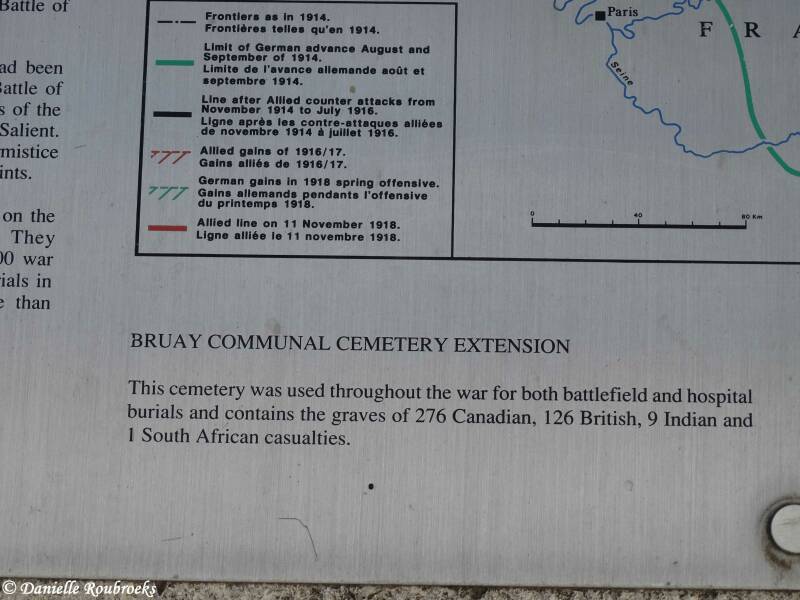 Battle of
ad been
Battle of
s of the
Salient.
mistice
ints.
on the
They
00 war
ials in
e than
Frontiers as in 1914.
Frontières telles qu'en 1914.
Limit of German advance August and
September of 1914.
Limite de l'avance allemande août et
septembre 1914.
Line after Allied counter attacks from
November 1914 to July 1916.
Ligne après les contre-attaques alliées
de novembre 1914 à juillet 1916.
Allied gains of 1916/17.
Gains alliés de 1916/17.
German gains in 1918 spring offensive.
Gains allemands pendants l'offensive
du printemps 1918.
Allied line on 11 November 1918.
Ligne alliée le 11 novembre 1918.
Paris
F R A
Seine
0 40 80 Km
BRUAY COMMUNAL CEMETERY EXTENSION
This cemetery was used throughout the war for both battlefield and hospital
burials and contains the graves of 276 Canadian, 126 British, 9 Indian and
1 South African casualties.
© Danielle Roubroeks